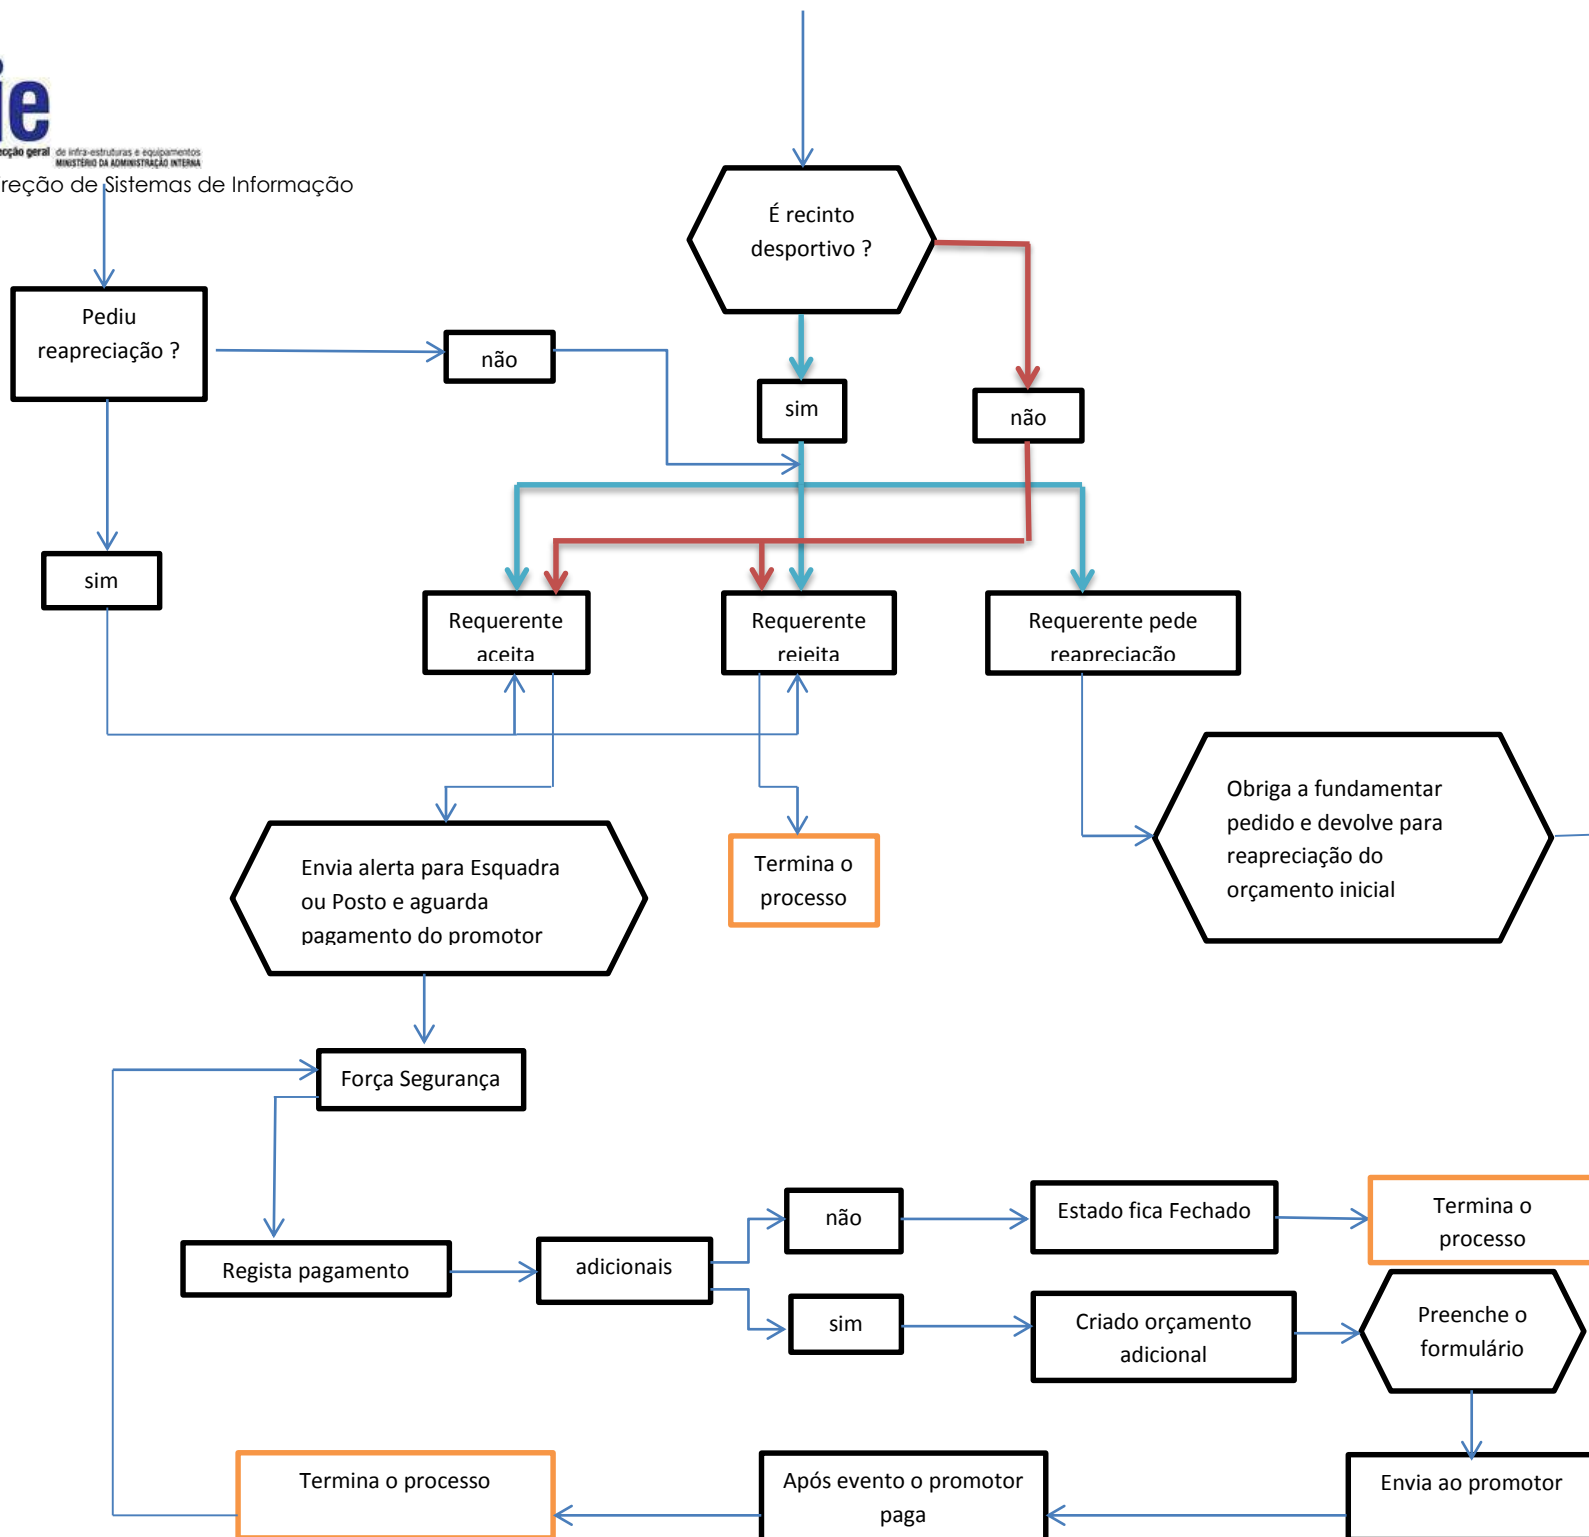 ie
ecção geral de infra-estruturas e equipamentos
MINISTÉRIO DA ADMINISTRAÇÃO INTERNA
reção de Sistemas de Informação
É recinto
desportivo ?
Pediu
reapreciação ?
não
sim
não
sim
Requerente
aceita
Requerente
rejeita
Requerente pede
reapreciação
Obriga a fundamentar
pedido e devolve para
reapreciação do
orçamento inicial
Envia alerta para Esquadra
ou Posto e aguarda
pagamento do promotor
Termina o
processo
Força Segurança
não
Estado fica Fechado
Termina o
processo
Regista pagamento
adicionais
sim
Criado orçamento
adicional
Preenche o
formulário
Termina o processo
Após evento o promotor
paga
Envia ao promotor